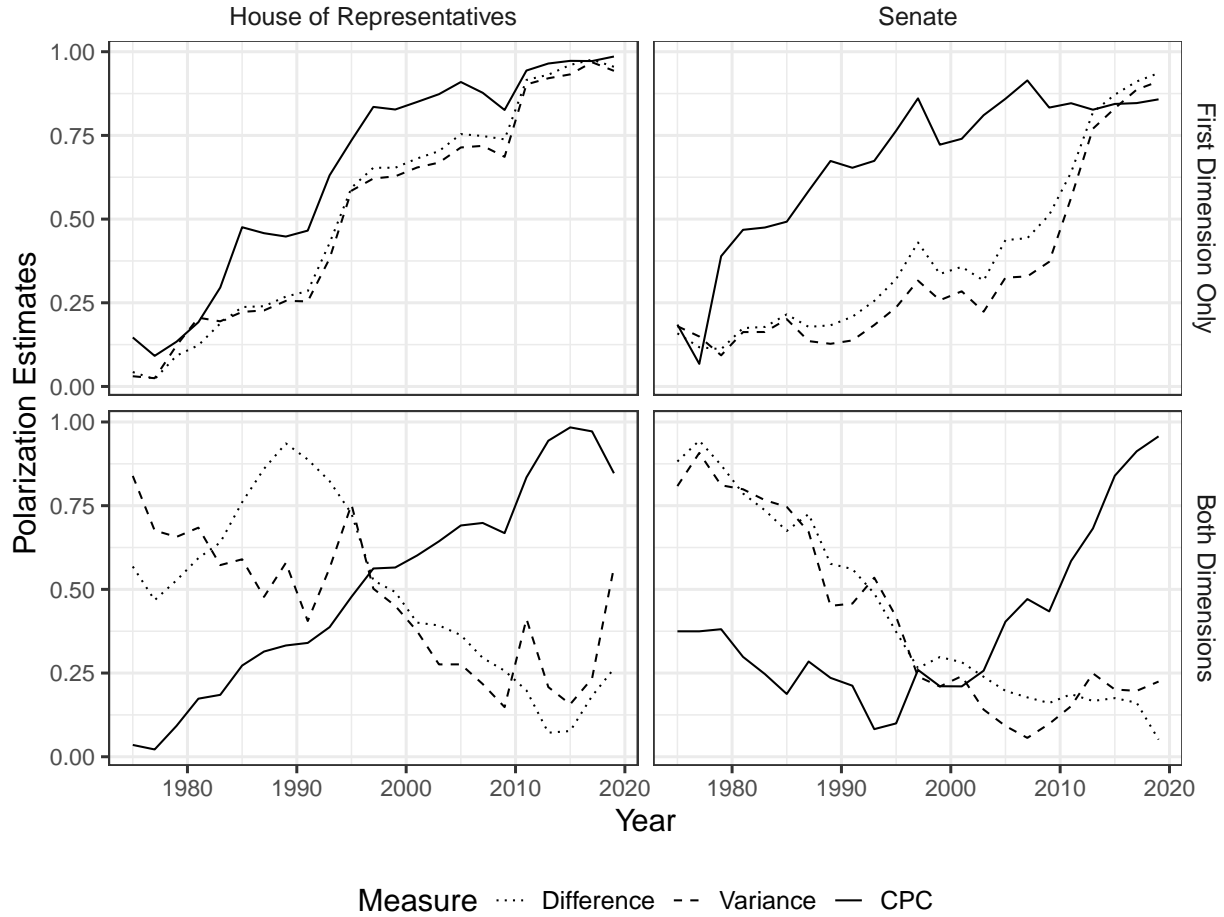 House of Representatives
Senate
Polarization Estimates
1.00
0.75
0.50
0.25
0.00
First Dimension Only
1.00
0.75
0.50
0.25
0.00
Both Dimensions
1980 1990 2000 2010 2020
1980 1990 2000 2010 2020
Year
Measure Difference Variance CPC